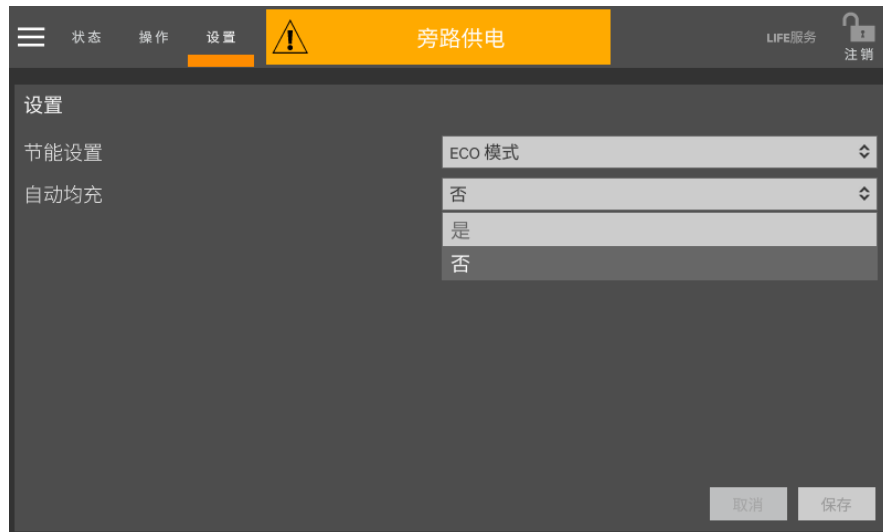 状态 操作 设置 旁路供电 LIFE服务 注销
设置
节能设置 ECO 模式
自动均充 否
是
否
取消 保存